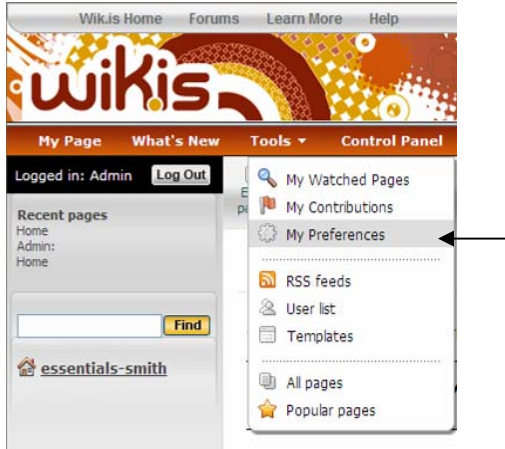 Wik.is Home Forums Learn More Help
wik.is
My Page What's New Tools Control Panel
Logged in: Admin Log Out
Recent pages
Home
Admin:
Home
Find
essentials-smith
My Watched Pages
My Contributions
My Preferences
RSS feeds
User list
Templates
All pages
Popular pages